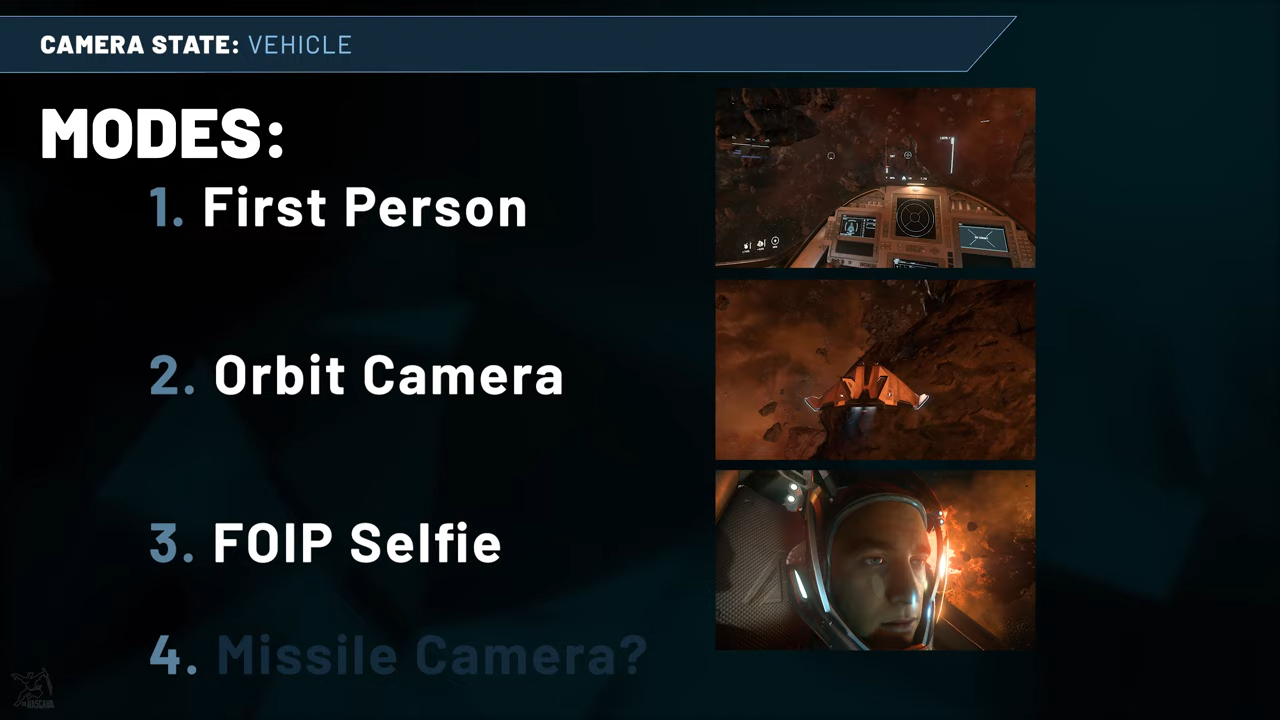 CAMERA STATE: VEHICLE
MODES:
1. First Person
2. Orbit Camera
3. FOIP Selfie
4. Missile Camera?